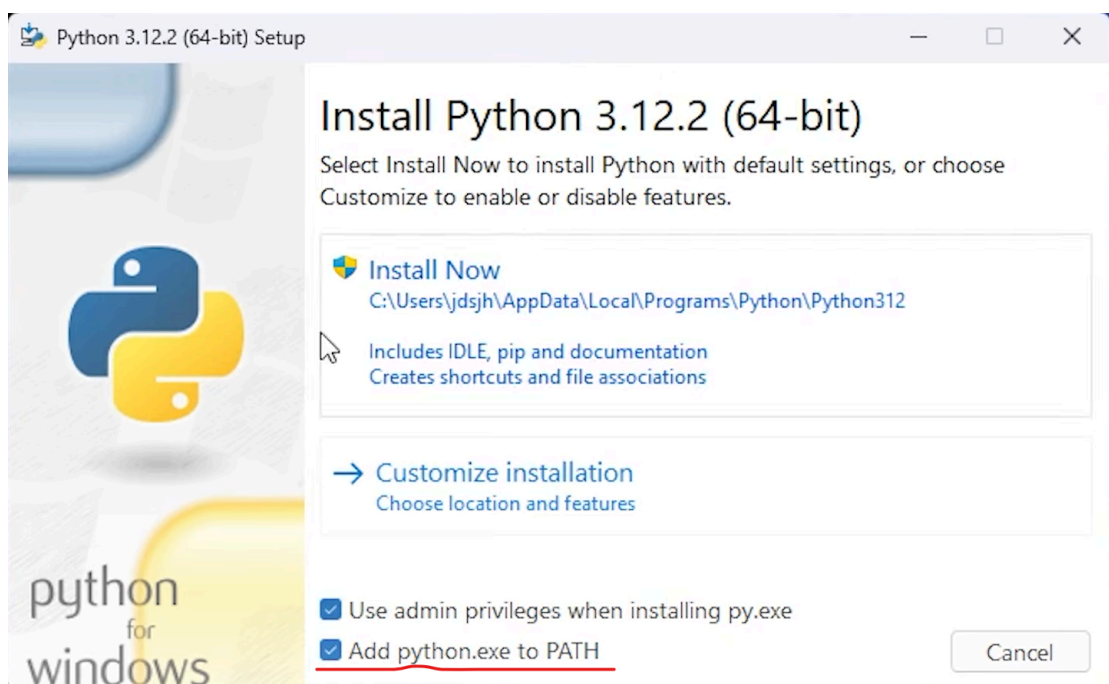 Python 3.12.2 (64-bit) Setup
Install Python 3.12.2 (64-bit)
Select Install Now to install Python with default settings, or choose
Customize to enable or disable features.
Install Now
C:\Users\jdsjh\AppData\Local\Programs\Python\Python312
Includes IDLE, pip and documentation
Creates shortcuts and file associations
Customize installation
Choose location and features
python
for
windows
Use admin privileges when installing py.exe
Add python.exe to PATH
Cancel